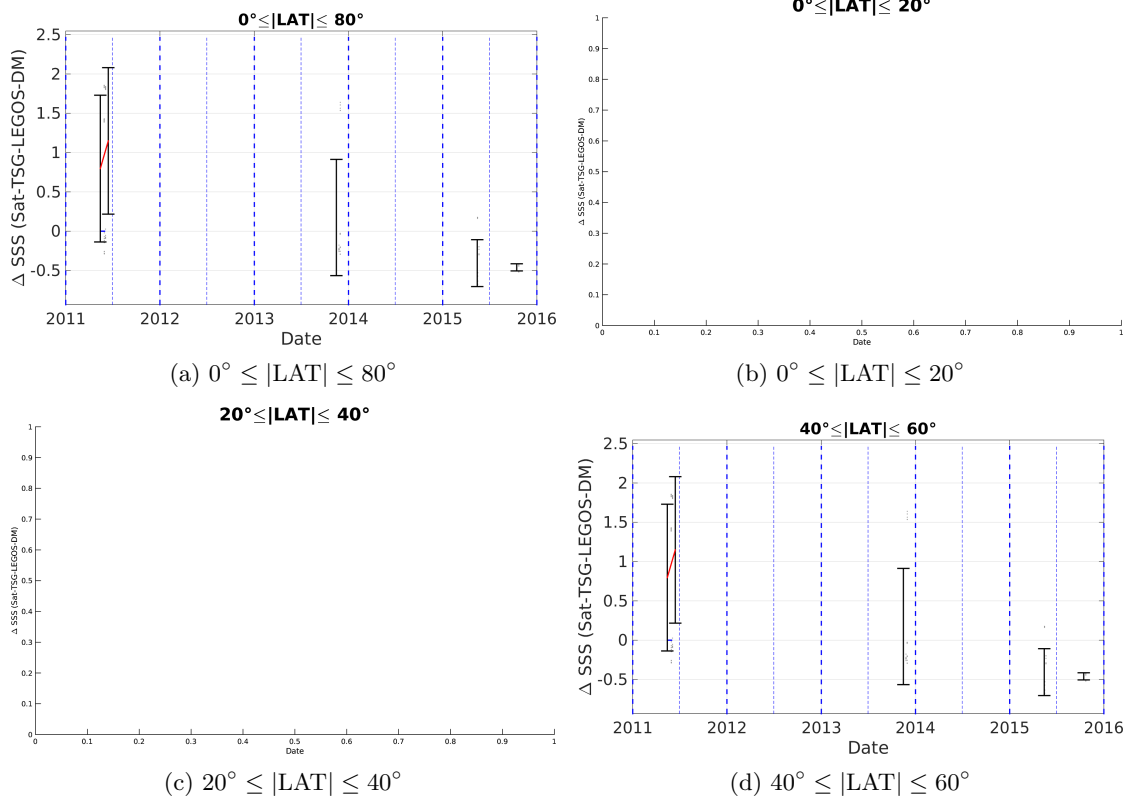 0°≤|LAT|≤ 80°
2.5
2
1.5
1
0.5
0
-0.5
Δ SSS (Sat-TSG-LEGOS-DM)
2011 2012 2013 2014 2015 2016
Date
(a) 0° ≤ |LAT| ≤ 80°
0°≤|LAT|≤ 20°
1
0.9
0.8
0.7
0.6
0.5
0.4
0.3
0.2
0.1
0
Δ SSS (Sat-TSG-LEGOS-DM)
0 0.1 0.2 0.3 0.4 0.5 0.6 0.7 0.8 0.9 1
Date
(b) 0° ≤ |LAT| ≤ 20°
20°≤|LAT|≤ 40°
1
0.9
0.8
0.7
0.6
0.5
0.4
0.3
0.2
0.1
0
Δ SSS (Sat-TSG-LEGOS-DM)
0 0.1 0.2 0.3 0.4 0.5 0.6 0.7 0.8 0.9 1
Date
(c) 20° ≤ |LAT| ≤ 40°
40°≤|LAT|≤ 60°
2.5
2
1.5
1
0.5
0
-0.5
Δ SSS (Sat-TSG-LEGOS-DM)
2011 2012 2013 2014 2015 2016
Date
(d) 40° ≤ |LAT| ≤ 60°